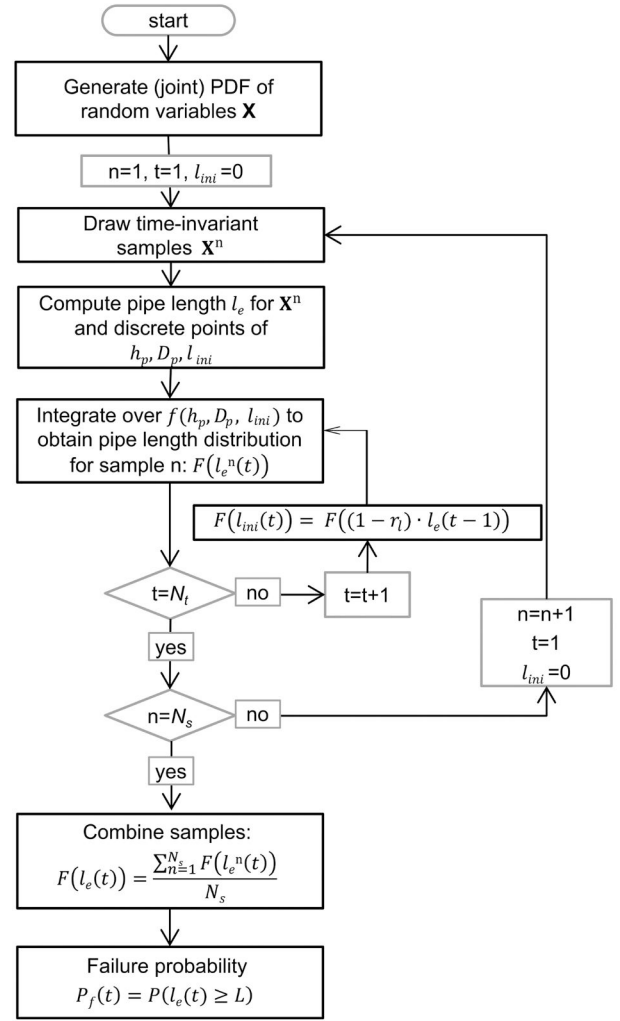 start
Generate (joint) PDF of
random variables X
n=1, t=1, l_ini =0
Draw time-invariant
samples X^n
Compute pipe length l_e for X^n
and discrete points of
h_p, D_p, l_ini
Integrate over f(h_p, D_p, l_ini) to
obtain pipe length distribution
for sample n: F(l_e^n(t))
F(l_ini(t)) = F((1 − r_l) · l_e(t − 1))
t=N_t
no
t=t+1
n=n+1
t=1
l_ini =0
yes
n=N_s
no
yes
Combine samples:
F(l_e(t)) = ∑_{n=1}^{N_s} F(l_e^n(t)) / N_s
Failure probability
P_f(t) = P(l_e(t) ≥ L)